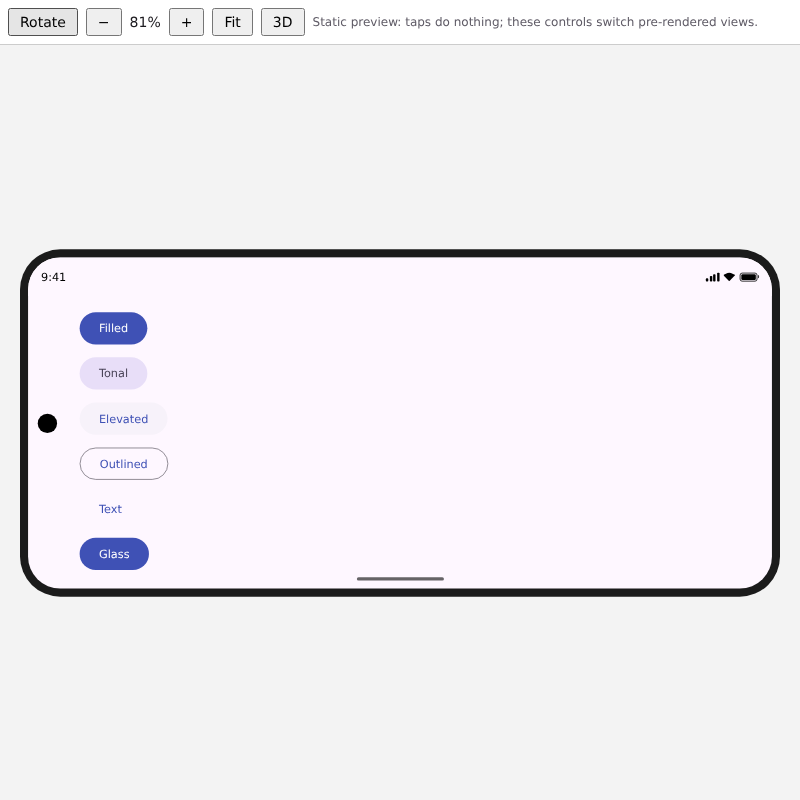 Rotate − 81% + Fit 3D Static preview: taps do nothing; these controls switch pre-rendered views.
9:41
Filled
Tonal
Elevated
Outlined
Text
Glass